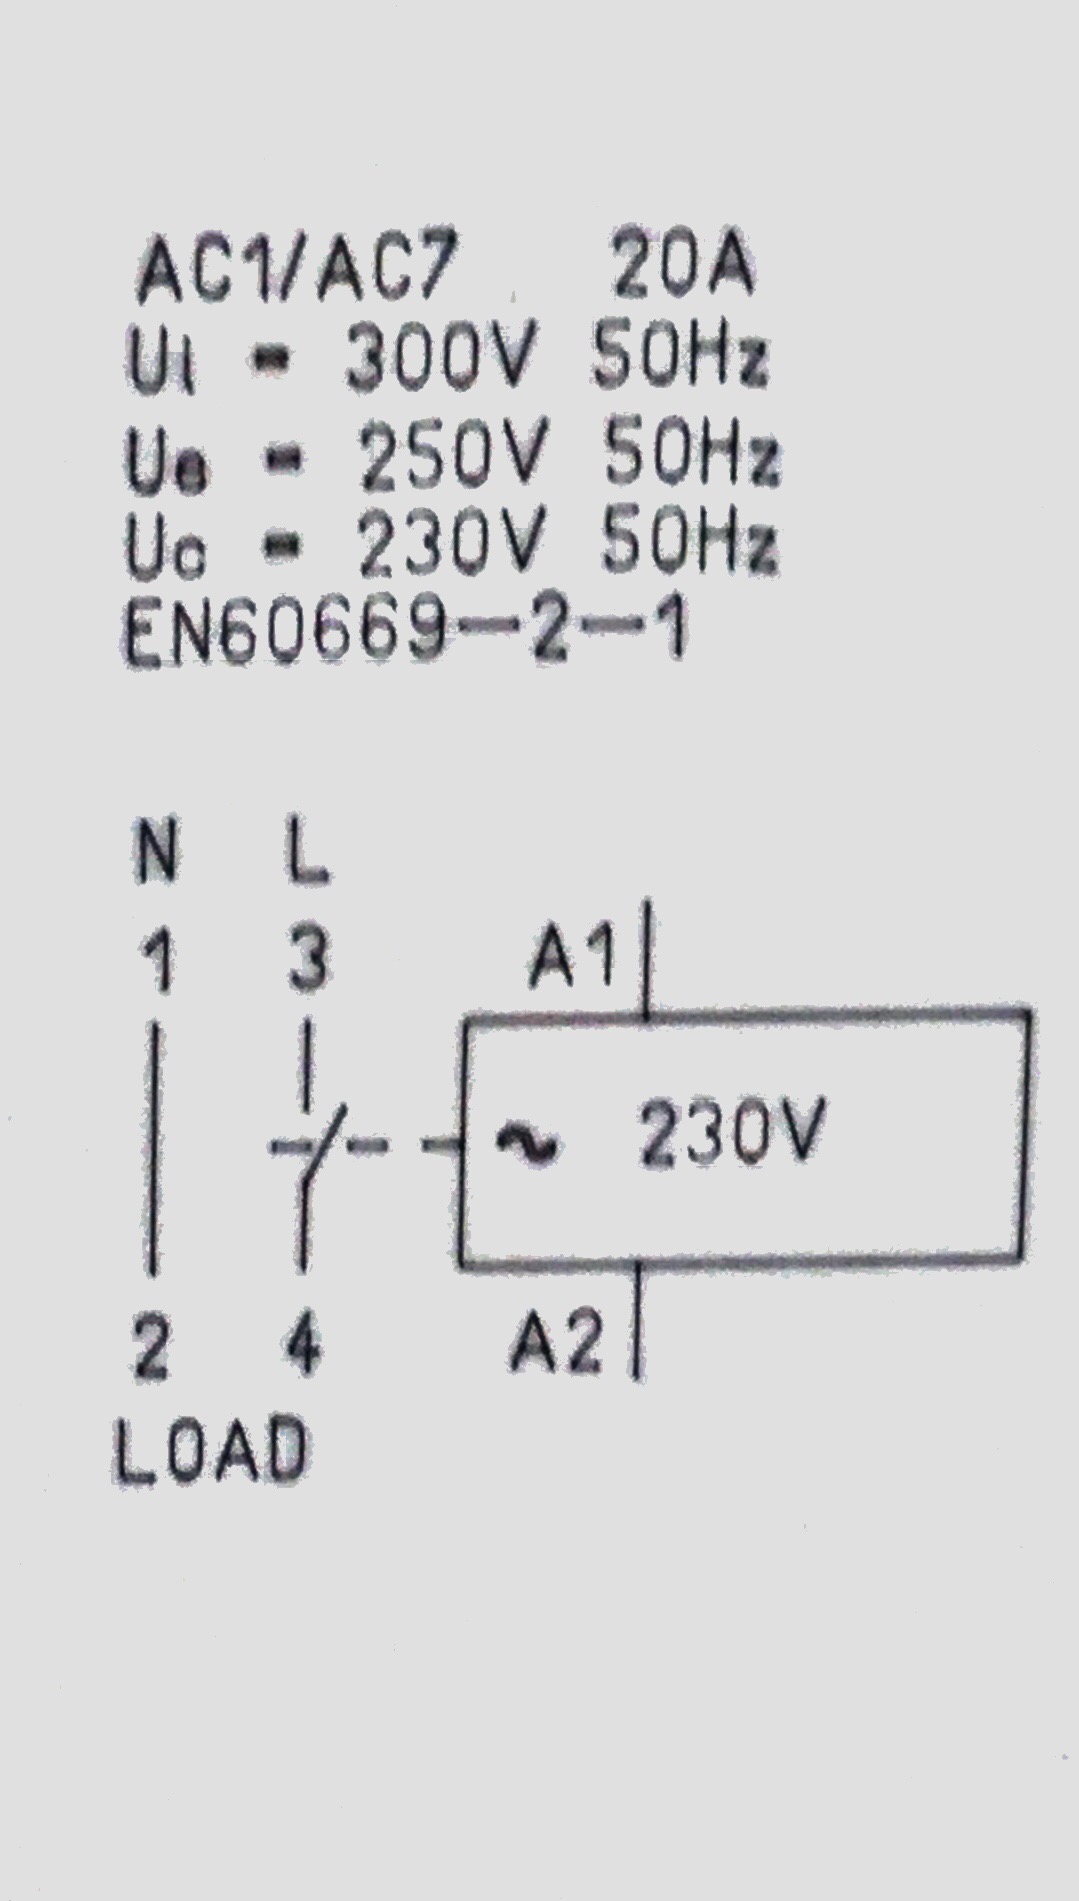 AC1/AC7 20A
Ui = 300V 50Hz
Ue = 250V 50Hz
Uc = 230V 50Hz
EN60669-2-1
N L
1 3 A1
~ 230V
2 4 A2
LOAD